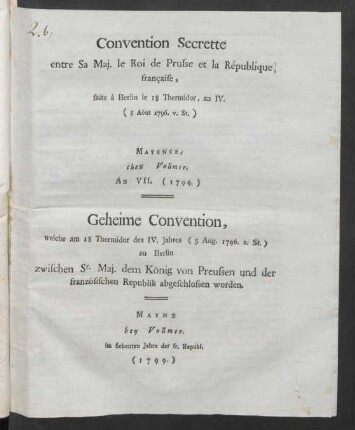 2.6,
Convention Secrette
entre Sa Maj. le Roi de Prusse et la République
françaiſe,
faite à Berlin le 18 Thermidor, an IV.
( 5 Août 1796. v. St. )
MAYENCE,
chez Vollmer.
An VII. (1799.)
Geheime Convention,
welche am 18 Thermidor des IV. Jahres ( 5 Aug. 1796. a. St. )
zu Berlin
zwiſchen Sr. Maj. dem König von Preuſsen und der
franzöſiſchen Republik abgeſchloſsen worden.
MAYNZ
bey Vollmer.
im ſiebenten Jahre der fr. Republ.
(1799.)